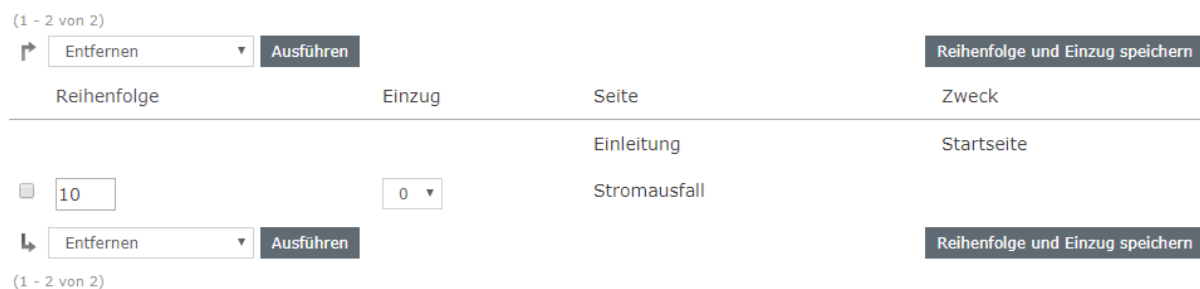 (1 - 2 von 2)
Entfernen Ausführen Reihenfolge und Einzug speichern
Reihenfolge Einzug Seite Zweck
Einleitung Startseite
10 0 Stromausfall
Entfernen Ausführen Reihenfolge und Einzug speichern
(1 - 2 von 2)